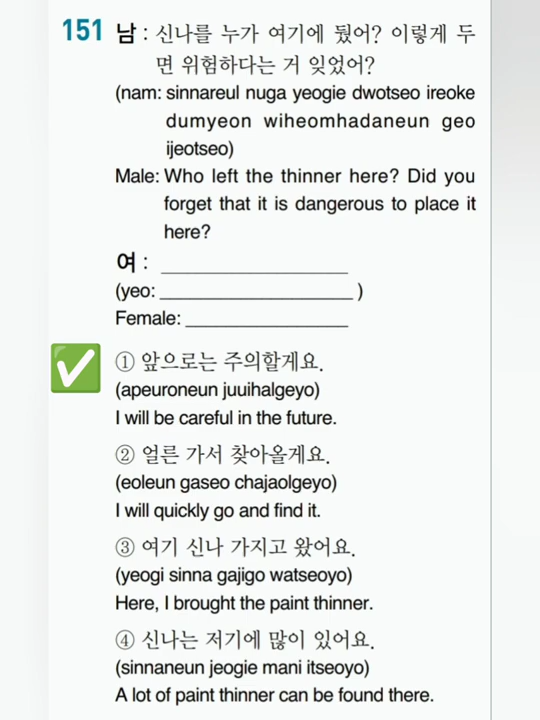 151 남 : 신나를 누가 여기에 뒀어? 이렇게 두
면 위험하다는 거 잊었어?
(nam: sinnareul nuga yeogie dwotseo ireoke
dumyeon wiheomhadaneun geo
ijeotseo)
Male: Who left the thinner here? Did you
forget that it is dangerous to place it
here?
여 : ____________________
(yeo: ____________________ )
Female: ________________
① 앞으로는 주의할게요.
(apeuroneun juuihalgeyo)
I will be careful in the future.
② 얼른 가서 찾아올게요.
(eoleun gaseo chajaolgeyo)
I will quickly go and find it.
③ 여기 신나 가지고 왔어요.
(yeogi sinna gajigo watseoyo)
Here, I brought the paint thinner.
④ 신나는 저기에 많이 있어요.
(sinnaneun jeogie mani itseoyo)
A lot of paint thinner can be found there.